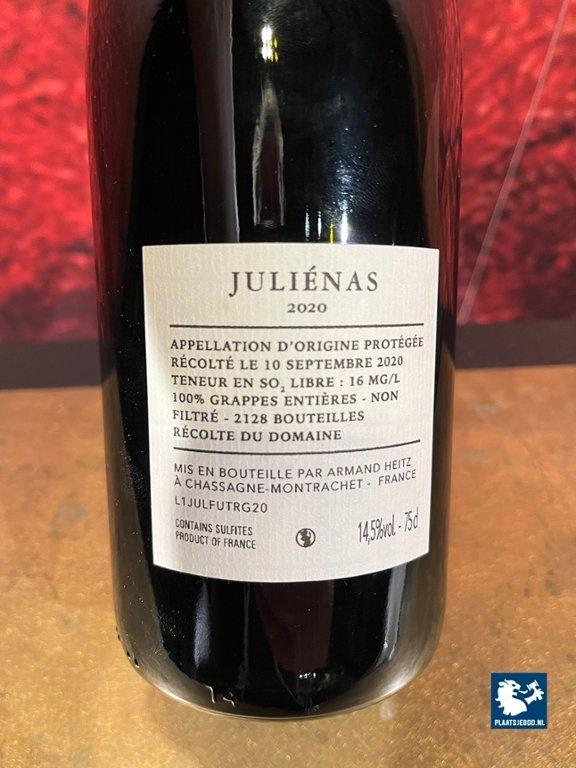 JULIÉNAS
2020
APPELLATION D'ORIGINE PROTÉGÉE
RÉCOLTÉ LE 10 SEPTEMBRE 2020
TENEUR EN SO₂ LIBRE : 16 MG/L
100% GRAPPES ENTIÈRES - NON
FILTRÉ - 2128 BOUTEILLES
RÉCOLTE DU DOMAINE
MIS EN BOUTEILLE PAR ARMAND HEITZ
À CHASSAGNE-MONTRACHET - FRANCE
L1JULFUTRG20
CONTAINS SULFITES
PRODUCT OF FRANCE
14,5%vol. - 75cl
PLAATSJEBOD.NL